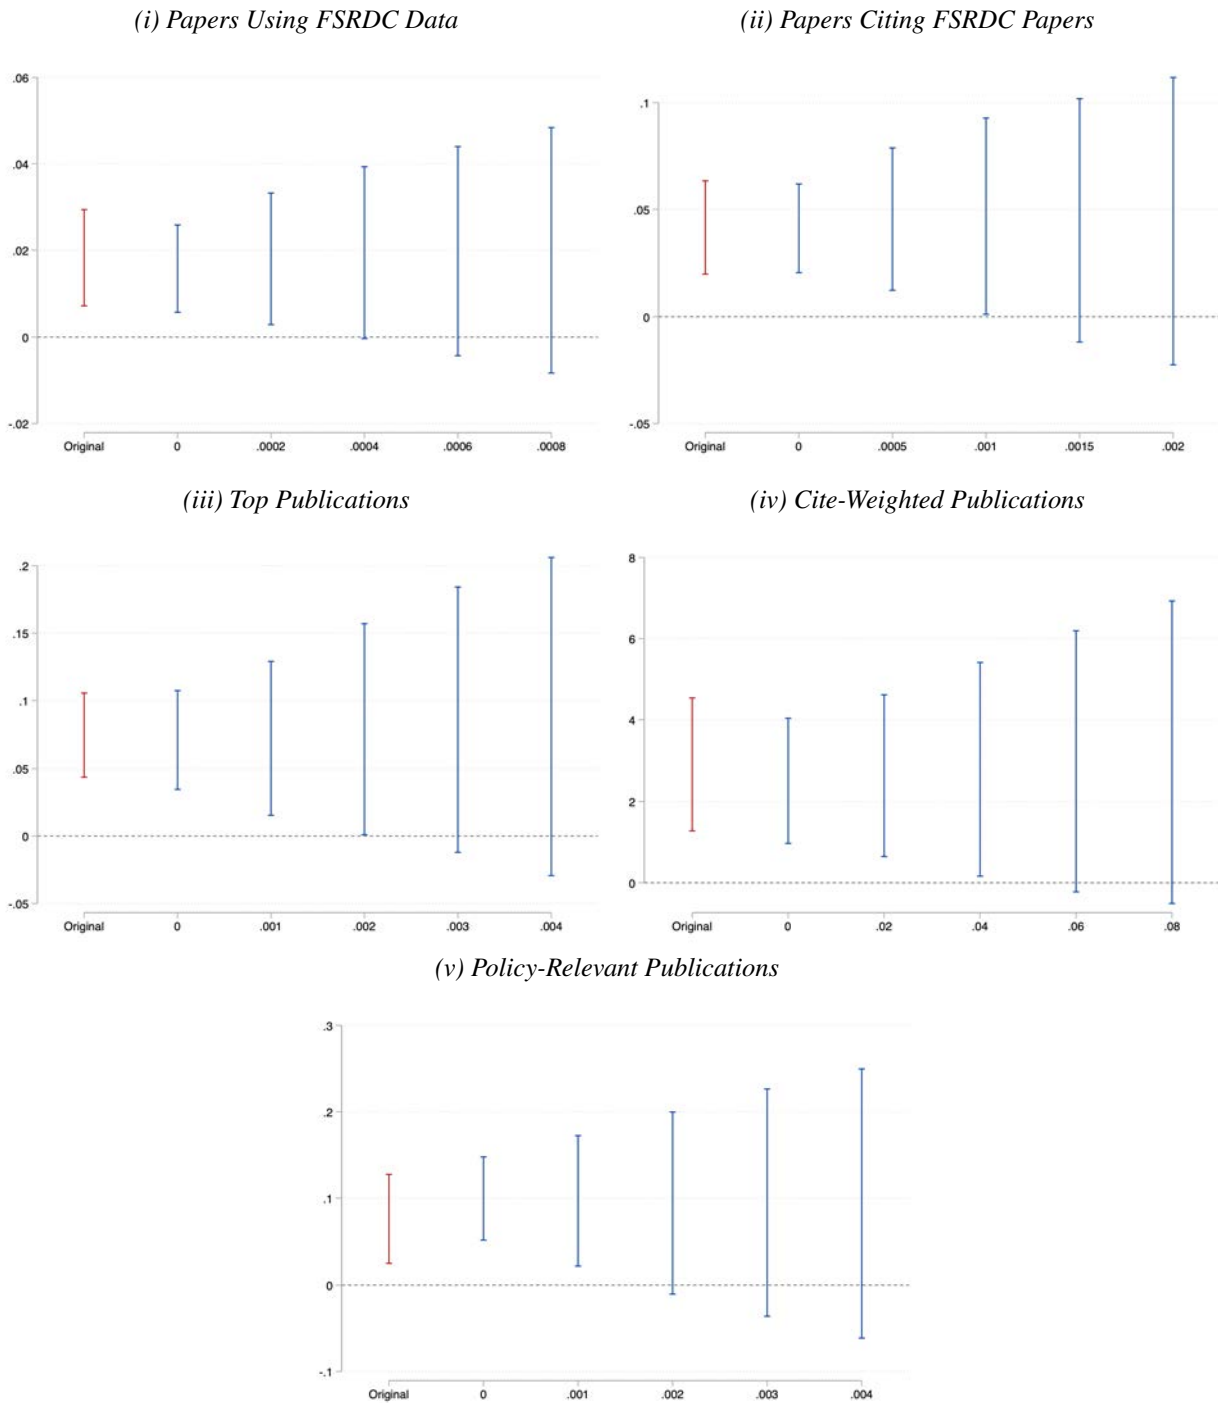 (i) Papers Using FSRDC Data
.06
.04
.02
0
-.02
Original 0 .0002 .0004 .0006 .0008
(ii) Papers Citing FSRDC Papers
.1
.05
0
-.05
Original 0 .0005 .001 .0015 .002
(iii) Top Publications
.2
.15
.1
.05
0
-.05
Original 0 .001 .002 .003 .004
(iv) Cite-Weighted Publications
8
6
4
2
0
Original 0 .02 .04 .06 .08
(v) Policy-Relevant Publications
.3
.2
.1
0
-.1
Original 0 .001 .002 .003 .004